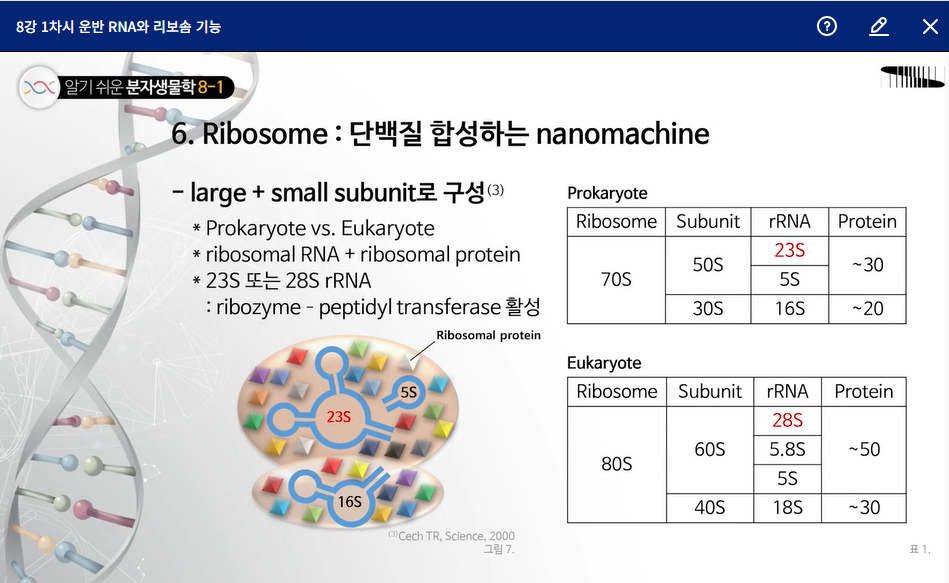 8강 1차시 운반 RNA와 리보솜 기능
알기 쉬운 분자생물학 8-1
6. Ribosome : 단백질 합성하는 nanomachine
- large + small subunit로 구성(3)
* Prokaryote vs. Eukaryote
* ribosomal RNA + ribosomal protein
* 23S 또는 28S rRNA
: ribozyme - peptidyl transferase 활성
Ribosomal protein
5S
23S
16S
(3)Cech TR, Science, 2000
그림 7.
Prokaryote
Ribosome Subunit rRNA Protein
70S 50S 23S ~30
5S
30S 16S ~20
Eukaryote
Ribosome Subunit rRNA Protein
80S 60S 28S ~50
5.8S
5S
40S 18S ~30
표 1.